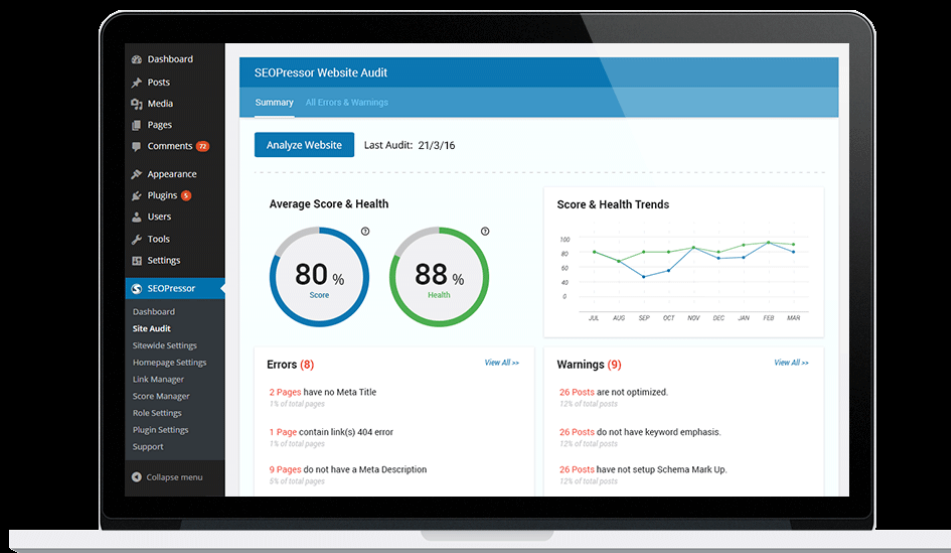 Dashboard
Posts
Media
Pages
Comments 72
Appearance
Plugins 5
Users
Tools
Settings
SEOPressor
Dashboard
Site Audit
Sitewide Settings
Homepage Settings
Link Manager
Score Manager
Role Settings
Plugin Settings
Support
Collapse menu
SEOPressor Website Audit
Summary All Errors & Warnings
Analyze Website Last Audit: 21/3/16
Average Score & Health
80 %
Score
88 %
Health
Score & Health Trends
100
80
60
40
0
JUL AUG SEP OCT NOV DEC JAN FEB MAR
Errors (8) View All >>
2 Pages have no Meta Title
1% of total pages
1 Page contain link(s) 404 error
1% of total pages
9 Pages do not have a Meta Description
5% of total pages
Warnings (9) View All >>
26 Posts are not optimized.
12% of total posts
26 Posts do not have keyword emphasis.
12% of total posts
26 Posts have not setup Schema Mark Up.
12% of total posts